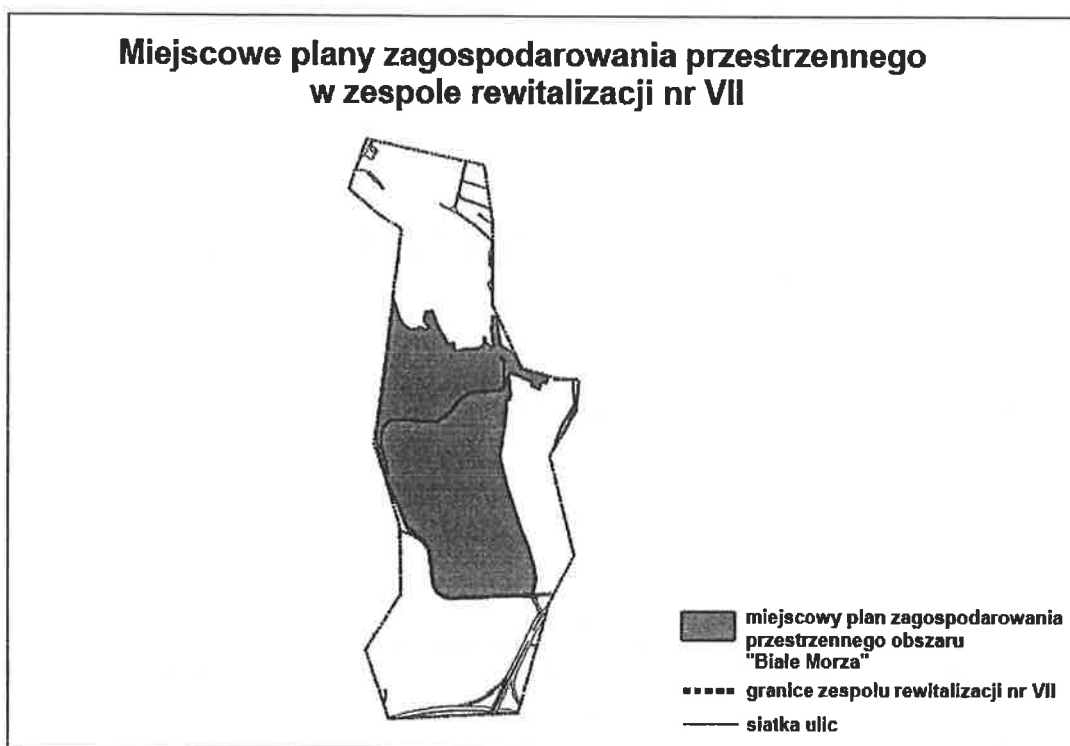 Miejscowe plany zagospodarowania przestrzennego
w zespole rewitalizacji nr VII
miejscowy plan zagospodarowania
przestrzennego obszaru
"Białe Morza"
granice zespołu rewitalizacji nr VII
siatka ulic